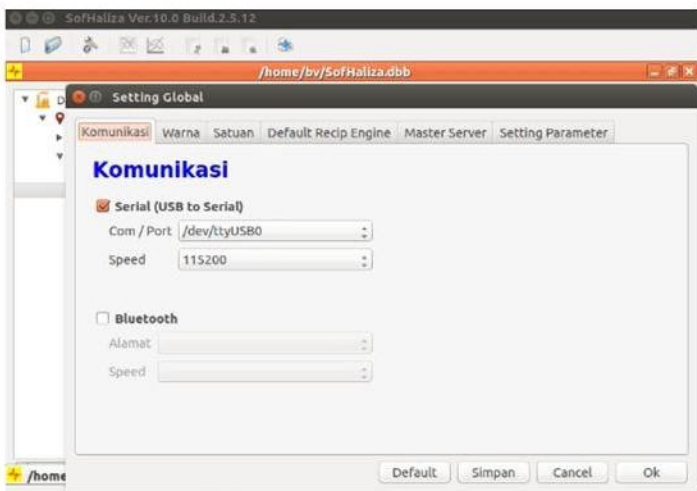 SofHaliza Ver.10.0 Build.2.5.12
/home/bv/SofHaliza.dbb
D
Setting Global
Komunikasi Warna Satuan Default Recip Engine Master Server Setting Parameter
Komunikasi
Serial (USB to Serial)
Com / Port /dev/ttyUSB0
Speed 115200
Bluetooth
Alamat
Speed
Default Simpan Cancel Ok
/home